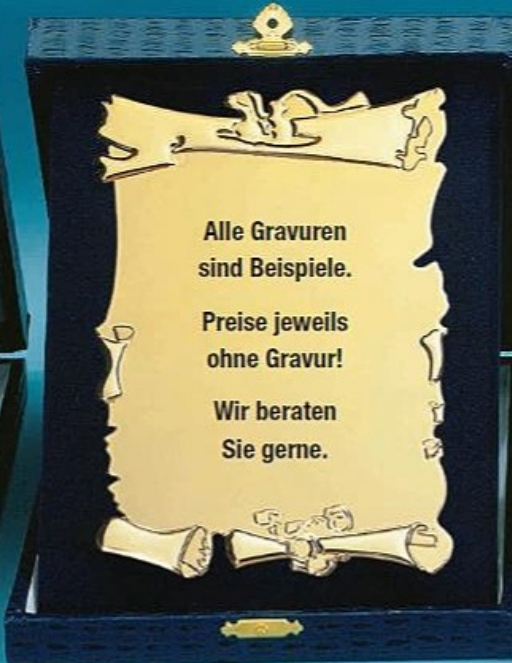 Alle Gravuren
sind Beispiele.
Preise jeweils
ohne Gravur!
Wir beraten
Sie gerne.